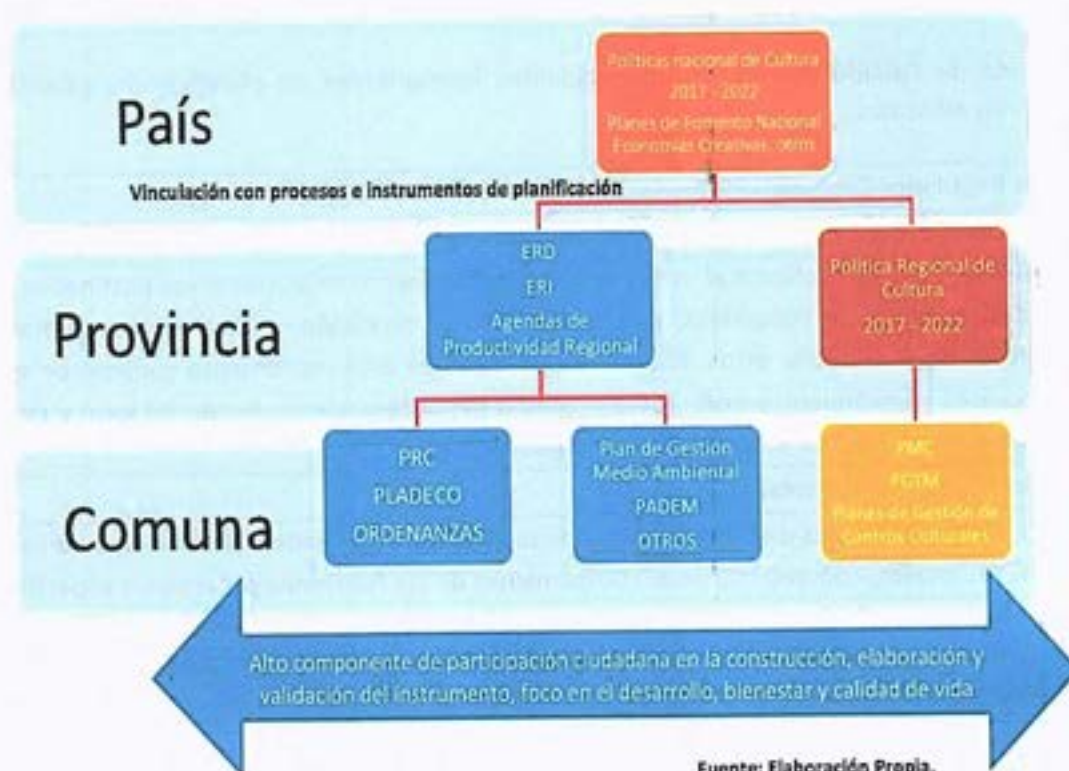 Políticas nacional de Cultura
2017 - 2022
Planes de Fomento Nacional
Economías Creativas, otros
País
Vinculación con procesos e instrumentos de planificación
ERD
ERI
Agendas de
Productividad Regional
Política Regional de
Cultura
2017 - 2022
Provincia
PRC
PLADECO
ORDENANZAS
Plan de Gestión
Medio Ambiental
PADEM
OTROS
PMC
PGTM
Planes de Gestión de
Centros Culturales
Comuna
Alto componente de participación ciudadana en la construcción, elaboración y
validación del instrumento, foco en el desarrollo, bienestar y calidad de vida
Fuente: Elaboración Propia.